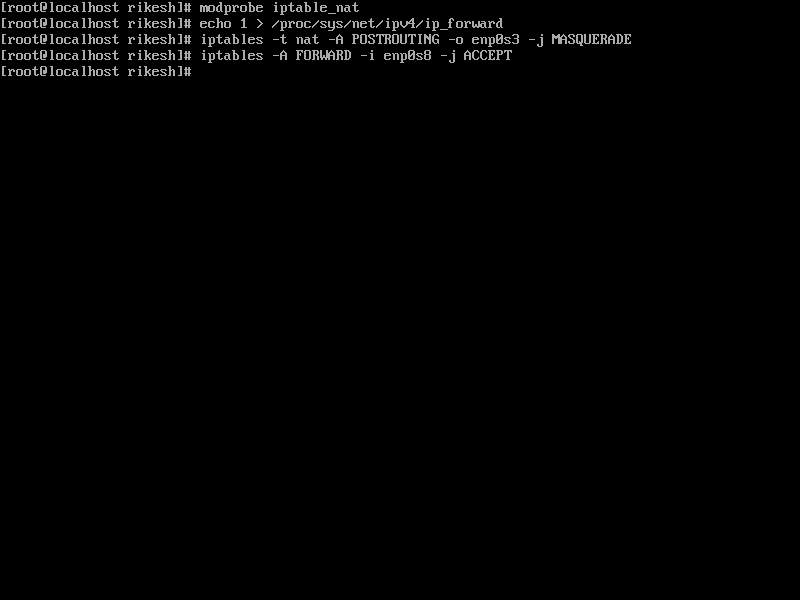 [root@localhost rikesh]# modprobe iptable_nat
[root@localhost rikesh]# echo 1 > /proc/sys/net/ipv4/ip_forward
[root@localhost rikesh]# iptables -t nat -A POSTROUTING -o enp0s3 -j MASQUERADE
[root@localhost rikesh]# iptables -A FORWARD -i enp0s8 -j ACCEPT
[root@localhost rikesh]#